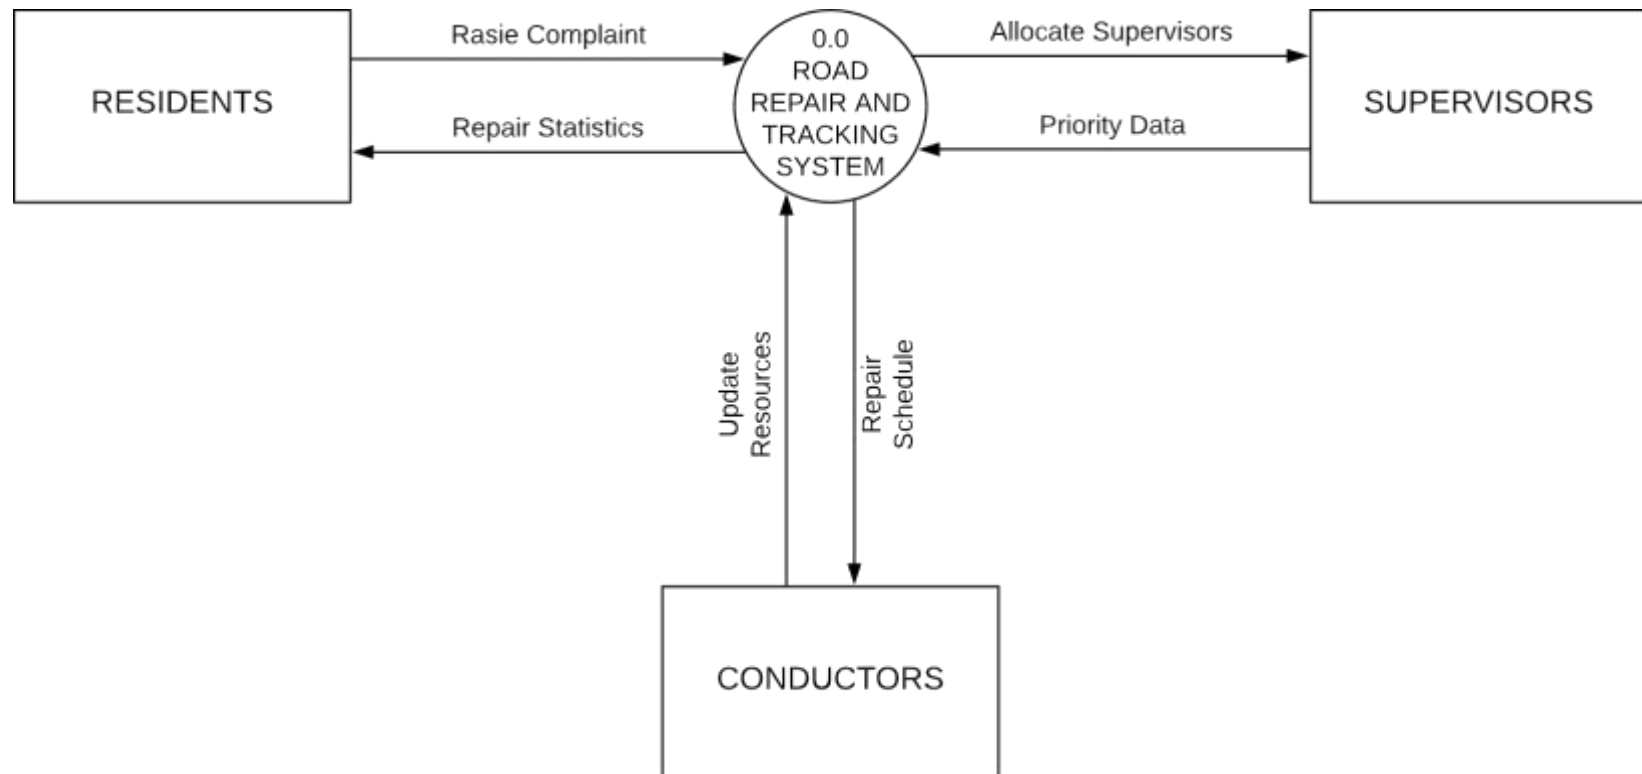 Rasie Complaint
0.0
ROAD
REPAIR AND
TRACKING
SYSTEM
Allocate Supervisors
RESIDENTS
SUPERVISORS
Repair Statistics
Priority Data
Update
Resources
Repair
Schedule
CONDUCTORS